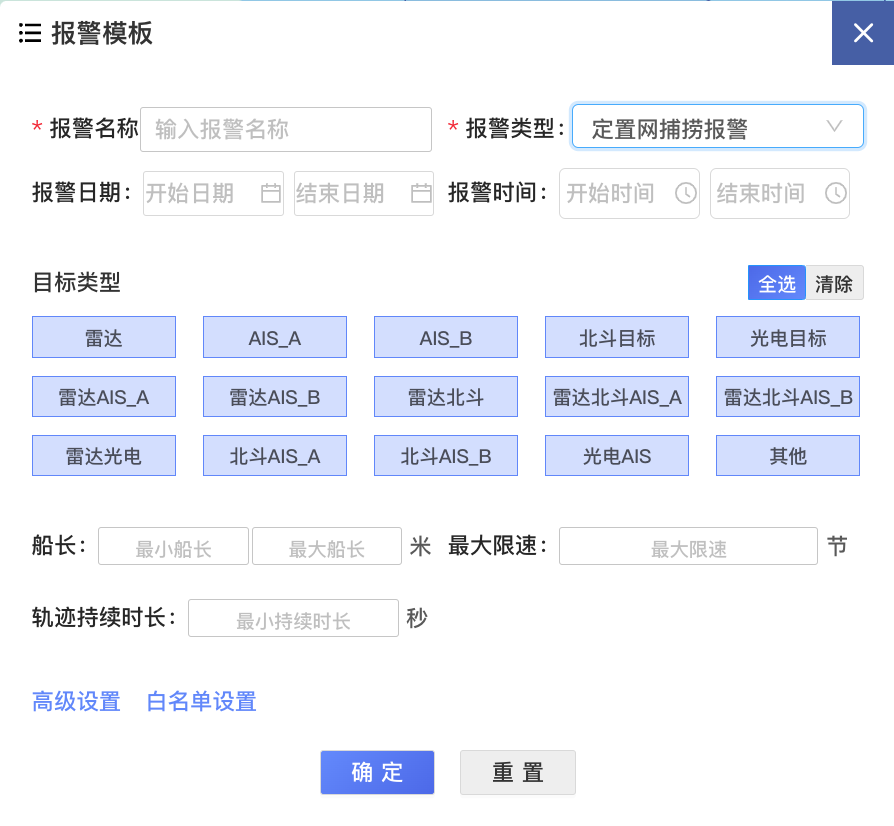 报警模板
* 报警名称 输入报警名称 * 报警类型： 定置网捕捞报警
报警日期： 开始日期 结束日期 报警时间： 开始时间 结束时间
目标类型 全选 清除
雷达 AIS_A AIS_B 北斗目标 光电目标
雷达AIS_A 雷达AIS_B 雷达北斗 雷达北斗AIS_A 雷达北斗AIS_B
雷达光电 北斗AIS_A 北斗AIS_B 光电AIS 其他
船长： 最小船长 最大船长 米 最大限速： 最大限速 节
轨迹持续时长： 最小持续时长 秒
高级设置 白名单设置
确 定 重 置